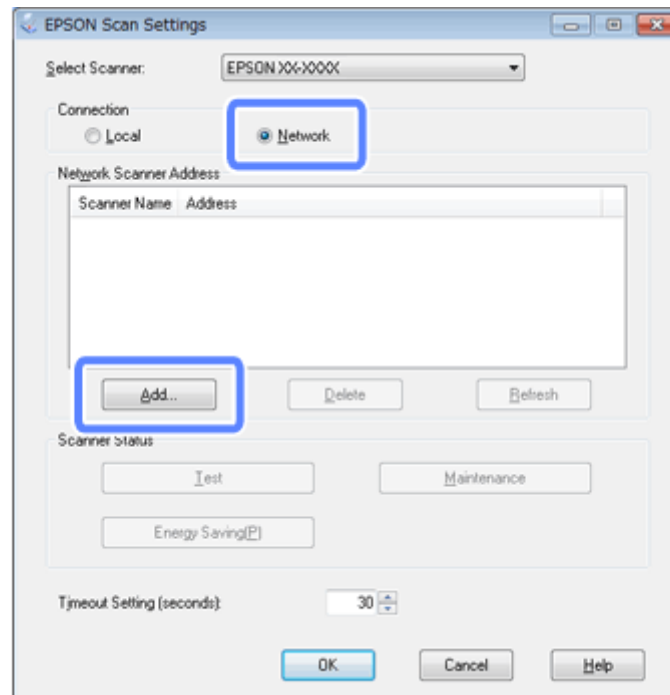 EPSON Scan Settings
Select Scanner: EPSON XX-XXXX
Connection
Local Network
Network Scanner Address
Scanner Name Address
Add... Delete Refresh
Scanner Status
Test Maintenance
Energy Saving(P)
Timeout Setting (seconds): 30
OK Cancel Help